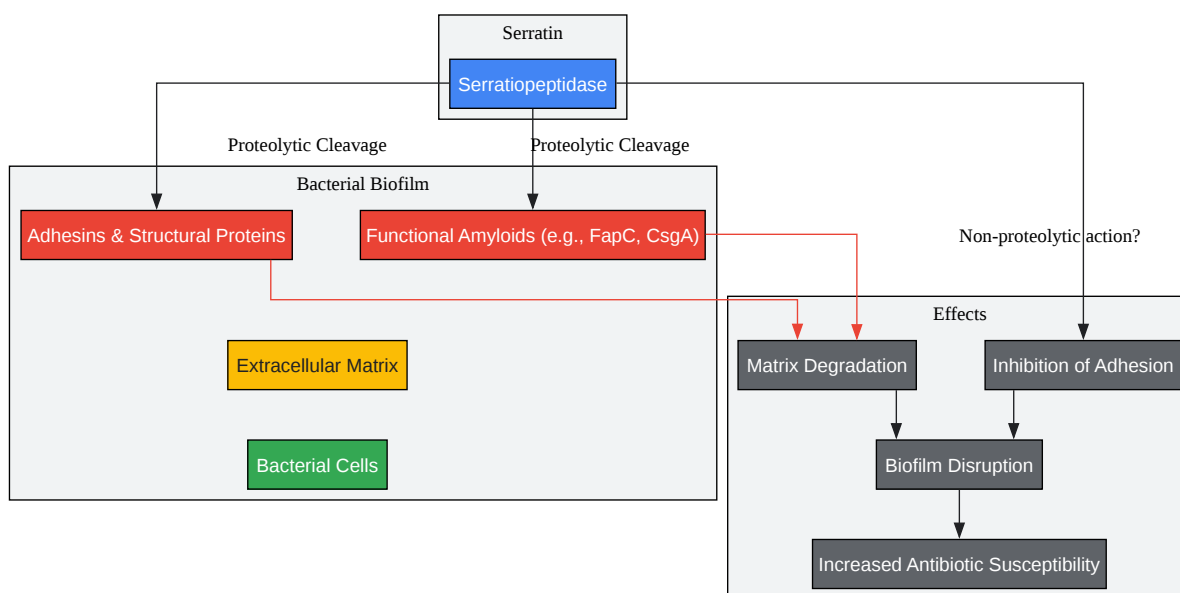 Serratin
Serratiopeptidase
Proteolytic Cleavage
Proteolytic Cleavage
Bacterial Biofilm
Adhesins & Structural Proteins
Functional Amyloids (e.g., FapC, CsgA)
Non-proteolytic action?
Effects
Extracellular Matrix
Matrix Degradation
Inhibition of Adhesion
Bacterial Cells
Biofilm Disruption
Increased Antibiotic Susceptibility